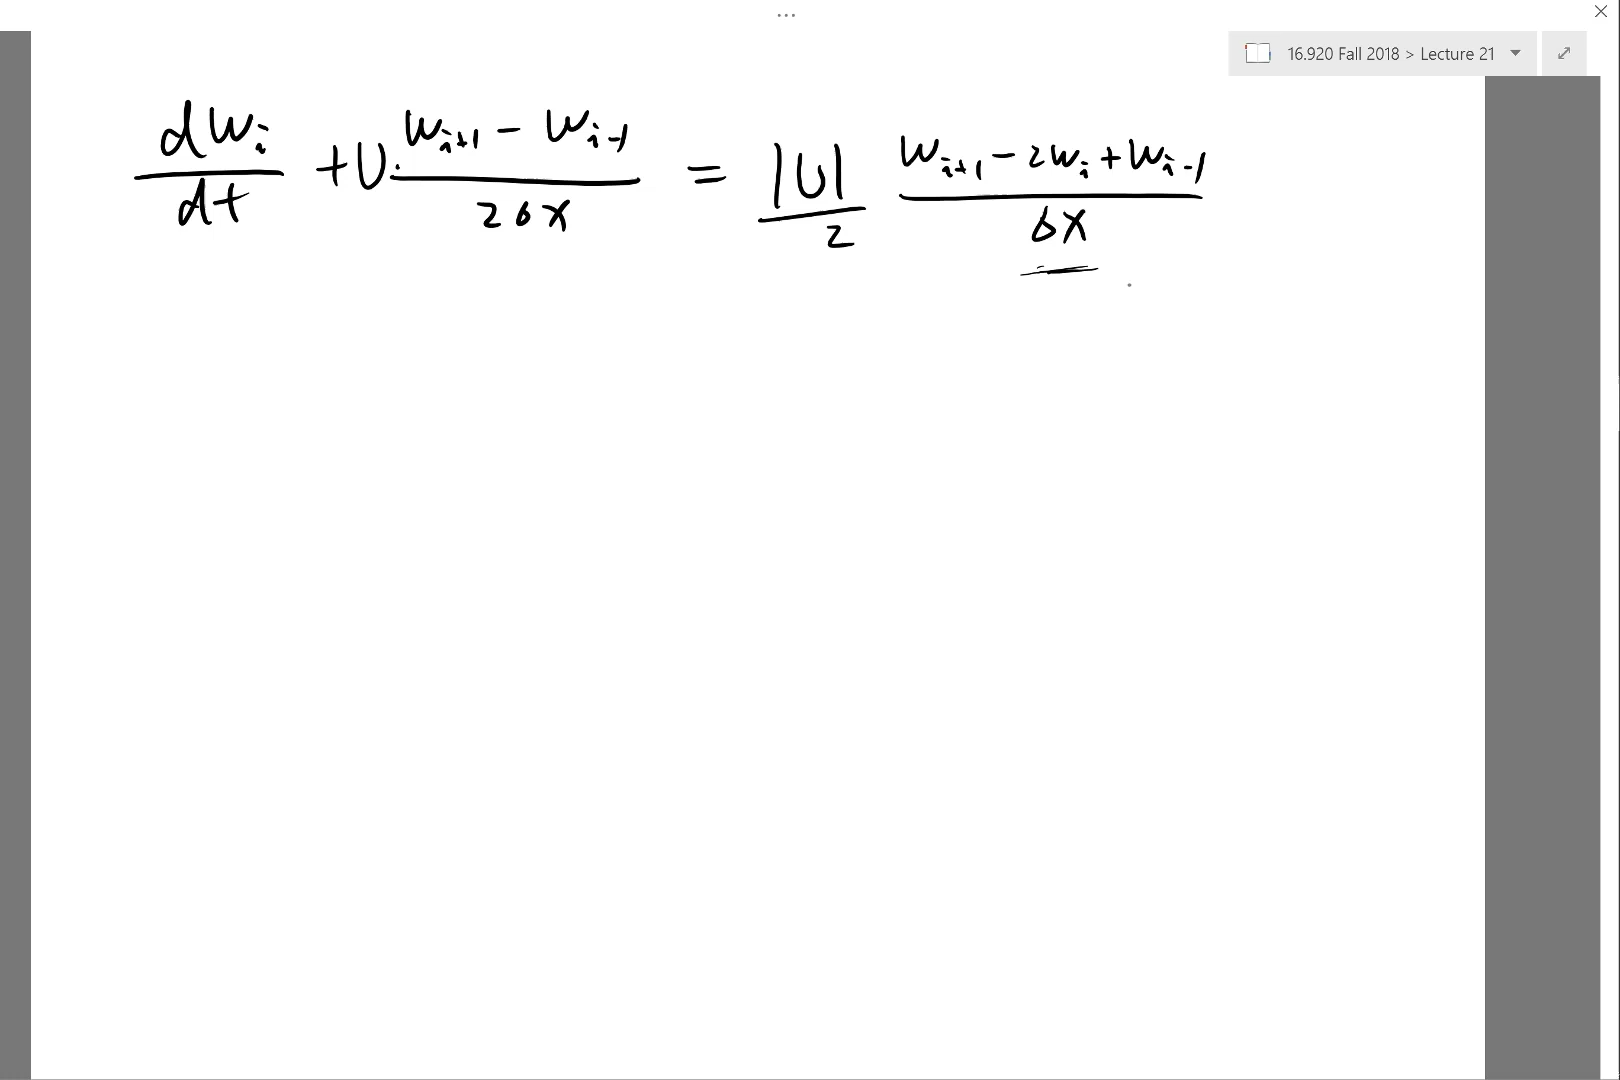 16.920 Fall 2018 > Lecture 21
dw_i/dt + U · (w_{i+1} - w_{i-1})/(2δx) = |U|/2 (w_{i+1} - 2w_i + w_{i-1})/(δx)